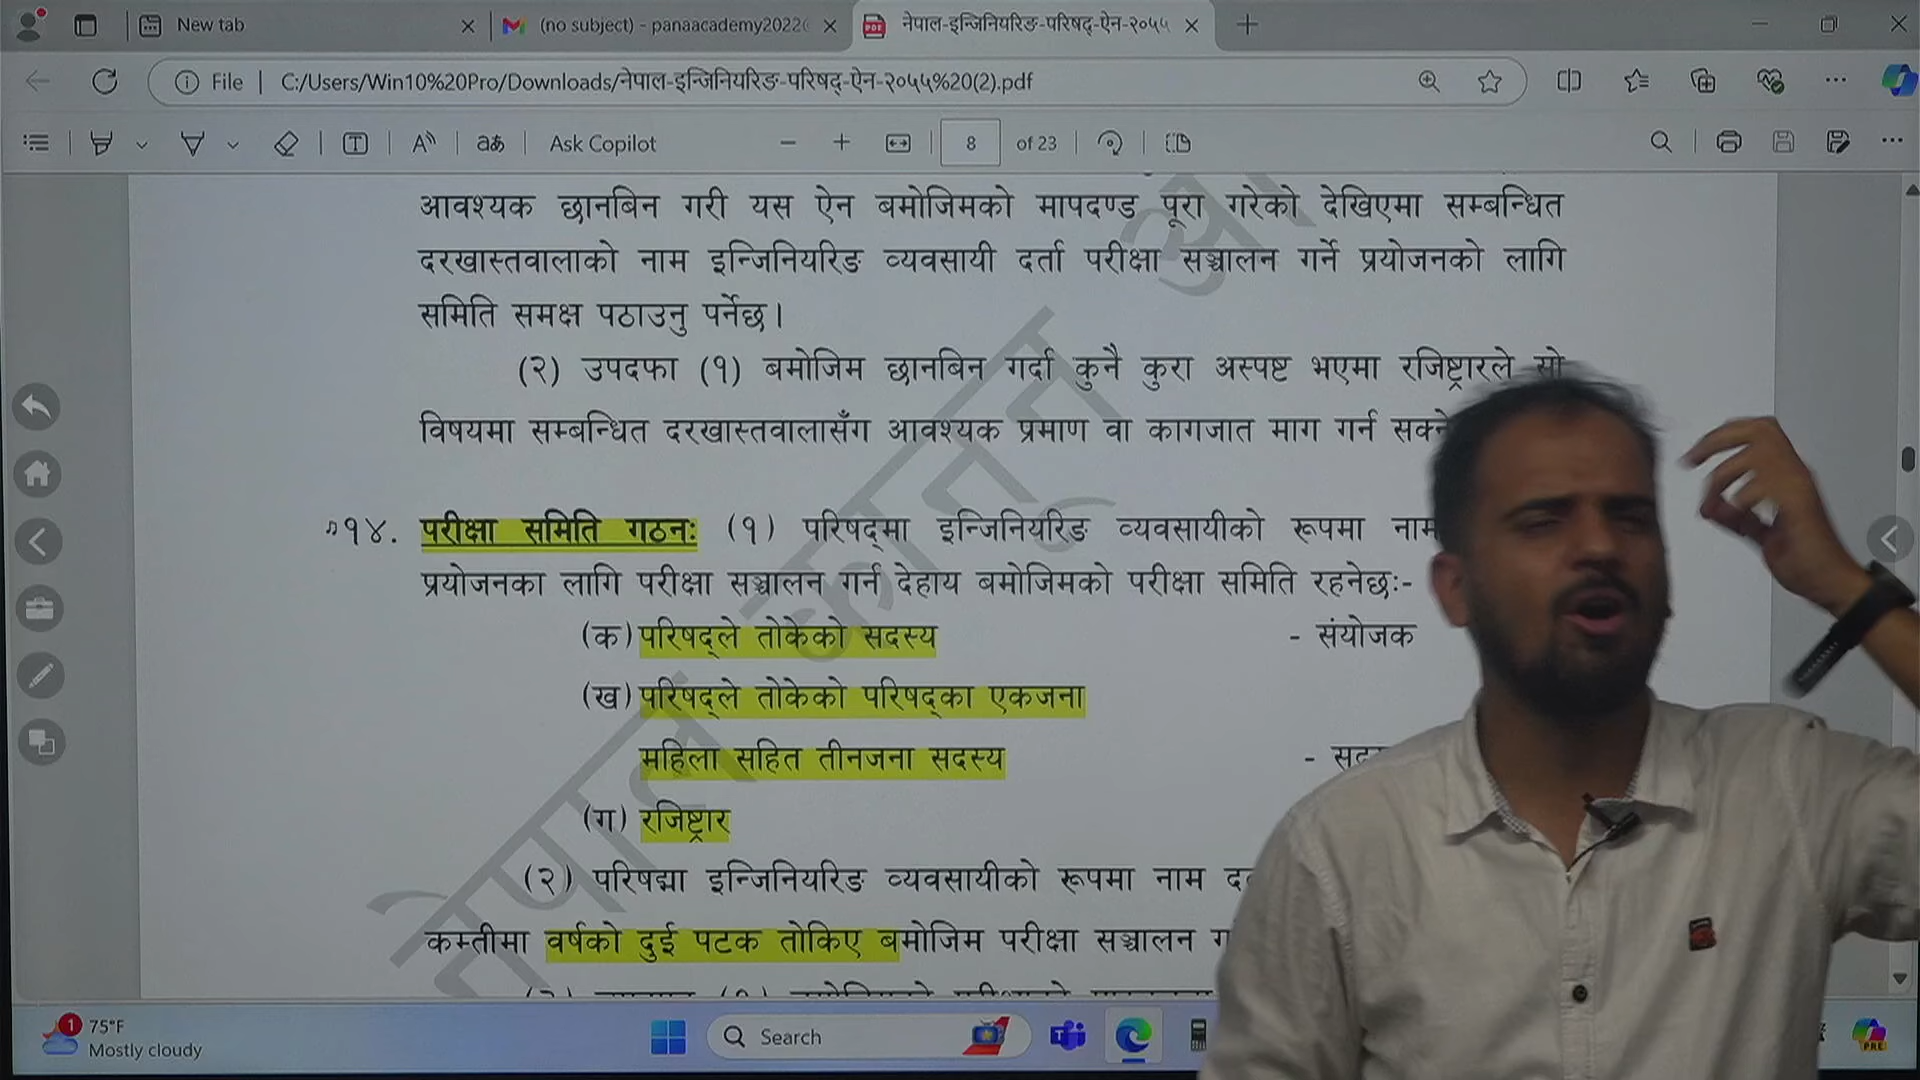 New tab
(no subject) - panaacademy2022
नेपाल-इन्जिनियरिङ-परिषद्-ऐन-२०५५
File
C:/Users/Win10%20Pro/Downloads/नेपाल-इन्जिनियरिङ-परिषद्-ऐन-२०५५%20(2).pdf
Ask Copilot
8 of 23
आवश्यक छानबिन गरी यस ऐन बमोजिमको मापदण्ड पूरा गरेको देखिएमा सम्बन्धित
दरखास्तवालाको नाम इन्जिनियरिङ व्यवसायी दर्ता परीक्षा सञ्चालन गर्ने प्रयोजनको लागि
समिति समक्ष पठाउनु पर्नेछ।
(२) उपदफा (१) बमोजिम छानबिन गर्दा कुनै कुरा अस्पष्ट भएमा रजिष्ट्रारले सो
विषयमा सम्बन्धित दरखास्तवालासँग आवश्यक प्रमाण वा कागजात माग गर्न
१४. परीक्षा समिति गठनः (१) परिषद्‌मा इन्जिनियरिङ व्यवसायीको रूपमा नाम
प्रयोजनका लागि परीक्षा सञ्चालन गर्न देहाय बमोजिमको परीक्षा समिति रहनेछः-
(क) परिषद्ले तोकेको सदस्य - संयोजक
(ख) परिषद्ले तोकेको परिषद्का एकजना
महिला सहित तीनजना सदस्य -
(ग) रजिष्ट्रार
(२) परिषद्मा इन्जिनियरिङ व्यवसायीको रूपमा नाम
कम्तीमा वर्षको दुई पटक तोकिए बमोजिम परीक्षा सञ्चालन
नेपाल कानून
1
75°F
Mostly cloudy
Search
PRE